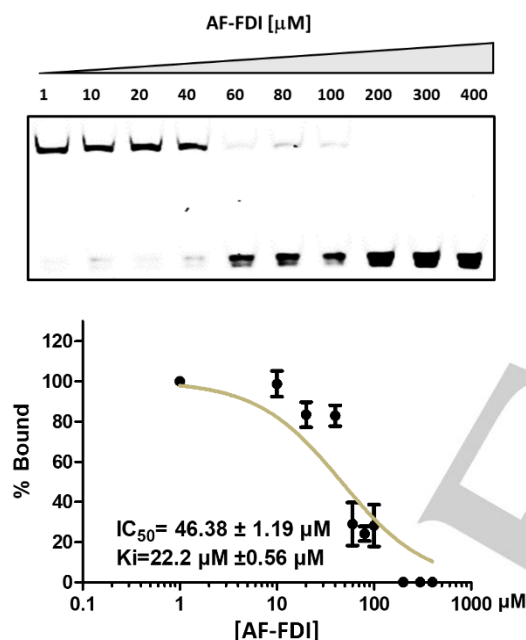 AF-FDI [μM]
1 10 20 40 60 80 100 200 300 400
120
100
80
60
40
20
0
% Bound
IC50= 46.38 ± 1.19 μM
Ki=22.2 μM ±0.56 μM
0.1 1 10 100 1000 μM
[AF-FDI]